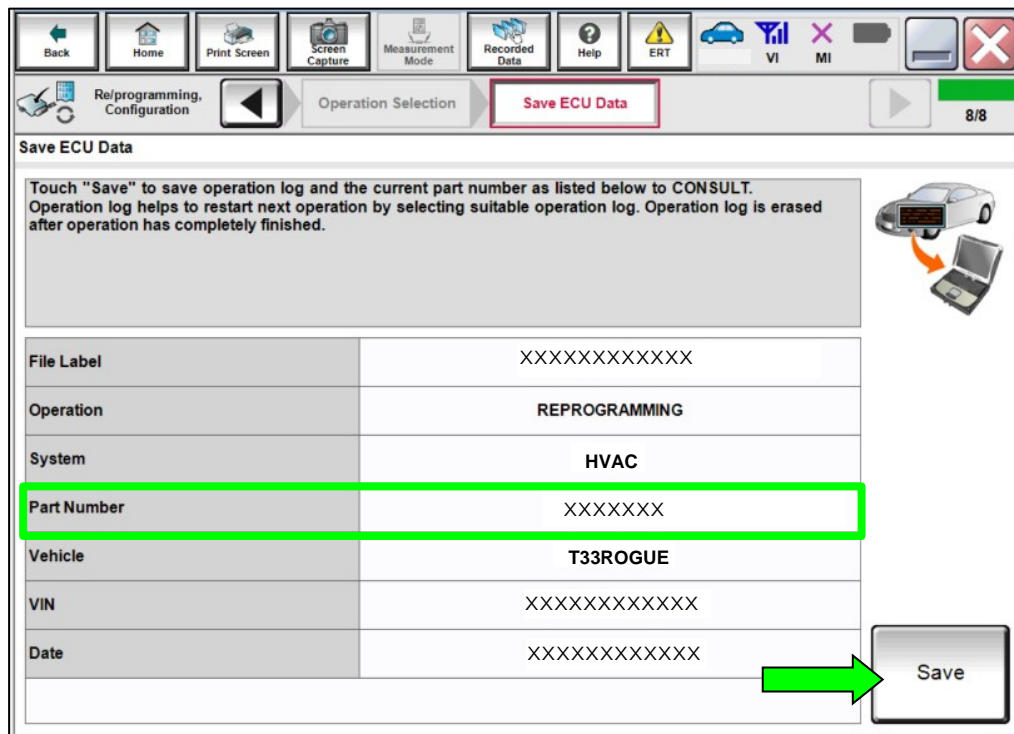 Back
Home
Print Screen
Screen Capture
Measurement Mode
Recorded Data
Help
ERT
VI
MI
Re/programming, Configuration
Operation Selection
Save ECU Data
8/8
Save ECU Data
Touch "Save" to save operation log and the current part number as listed below to CONSULT.
Operation log helps to restart next operation by selecting suitable operation log. Operation log is erased
after operation has completely finished.
File Label XXXXXXXXXXXX
Operation REPROGRAMMING
System HVAC
Part Number XXXXXXX
Vehicle T33ROGUE
VIN XXXXXXXXXXXX
Date XXXXXXXXXXXX
Save